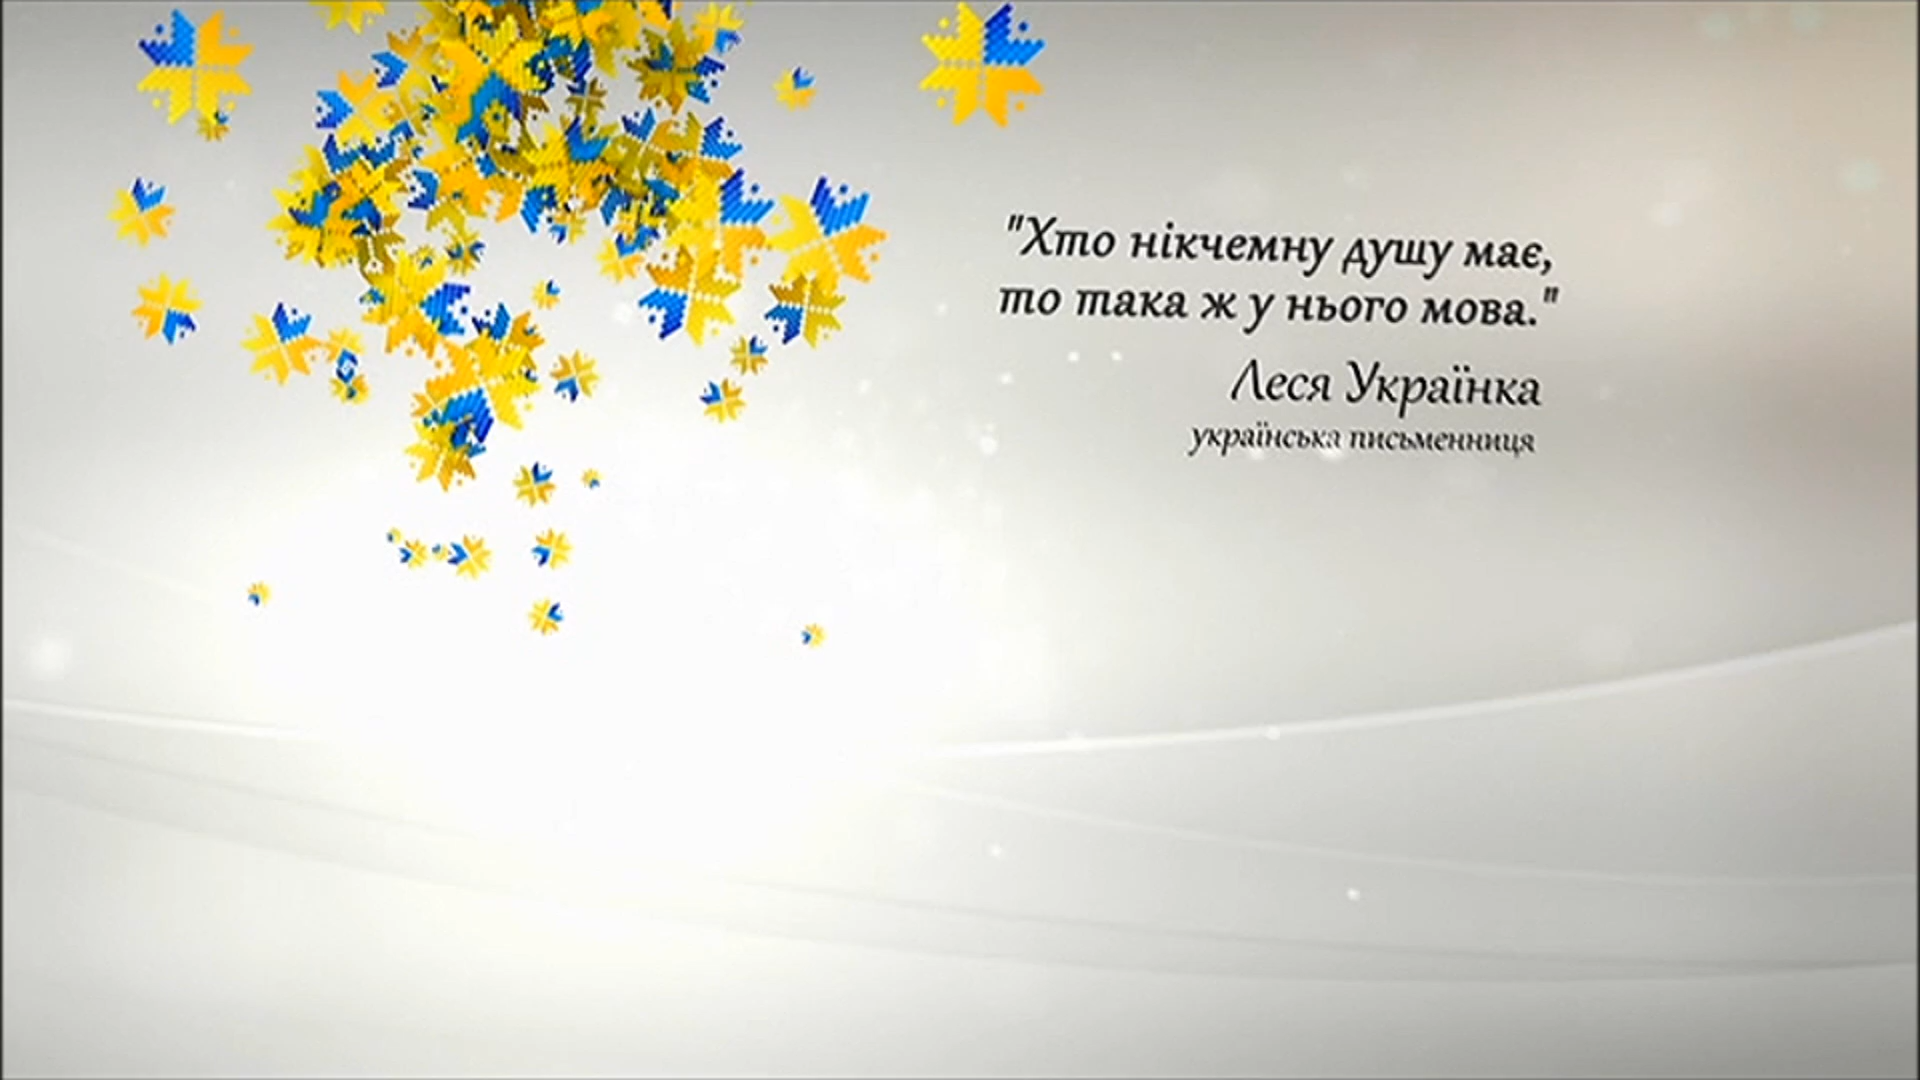 "Хто нікчемну душу має,
то така ж у нього мова."
Леся Українка
українська письменниця